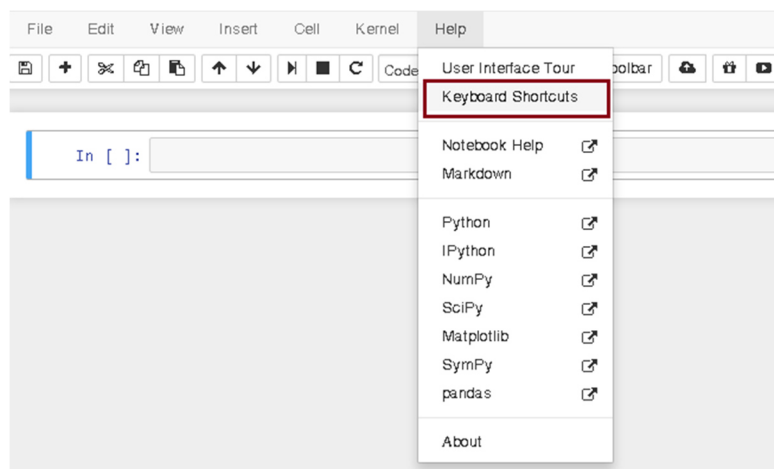 File Edit View Insert Cell Kernel Help
Code
User Interface Tour
Keyboard Shortcuts
In [ ]:
Notebook Help
Markdown
Python
IPython
NumPy
SciPy
Matplotlib
SymPy
pandas
About